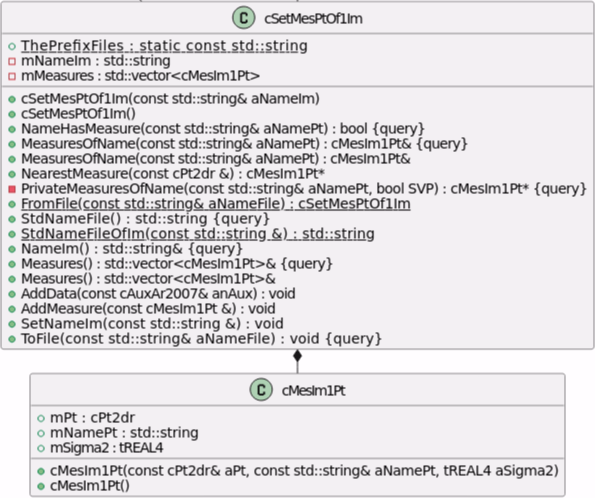 C cSetMesPtOf1Im
ThePrefixFiles : static const std::string
mNameIm : std::string
mMeasures : std::vector<cMesIm1Pt>
cSetMesPtOf1Im(const std::string& aNameIm)
cSetMesPtOf1Im()
NameHasMeasure(const std::string& aNamePt) : bool {query}
MeasuresOfName(const std::string& aNamePt) : cMesIm1Pt& {query}
MeasuresOfName(const std::string& aNamePt) : cMesIm1Pt&
NearestMeasure(const cPt2dr &) : cMesIm1Pt*
PrivateMeasuresOfName(const std::string& aNamePt, bool SVP) : cMesIm1Pt* {query}
FromFile(const std::string& aNameFile) : cSetMesPtOf1Im
StdNameFile() : std::string {query}
StdNameFileOfIm(const std::string &) : std::string
NameIm() : std::string& {query}
Measures() : std::vector<cMesIm1Pt>& {query}
Measures() : std::vector<cMesIm1Pt>&
AddData(const cAuxAr2007& anAux) : void
AddMeasure(const cMesIm1Pt &) : void
SetNameIm(const std::string &) : void
ToFile(const std::string& aNameFile) : void {query}
C cMesIm1Pt
mPt : cPt2dr
mNamePt : std::string
mSigma2 : tREAL4
cMesIm1Pt(const cPt2dr& aPt, const std::string& aNamePt, tREAL4 aSigma2)
cMesIm1Pt()